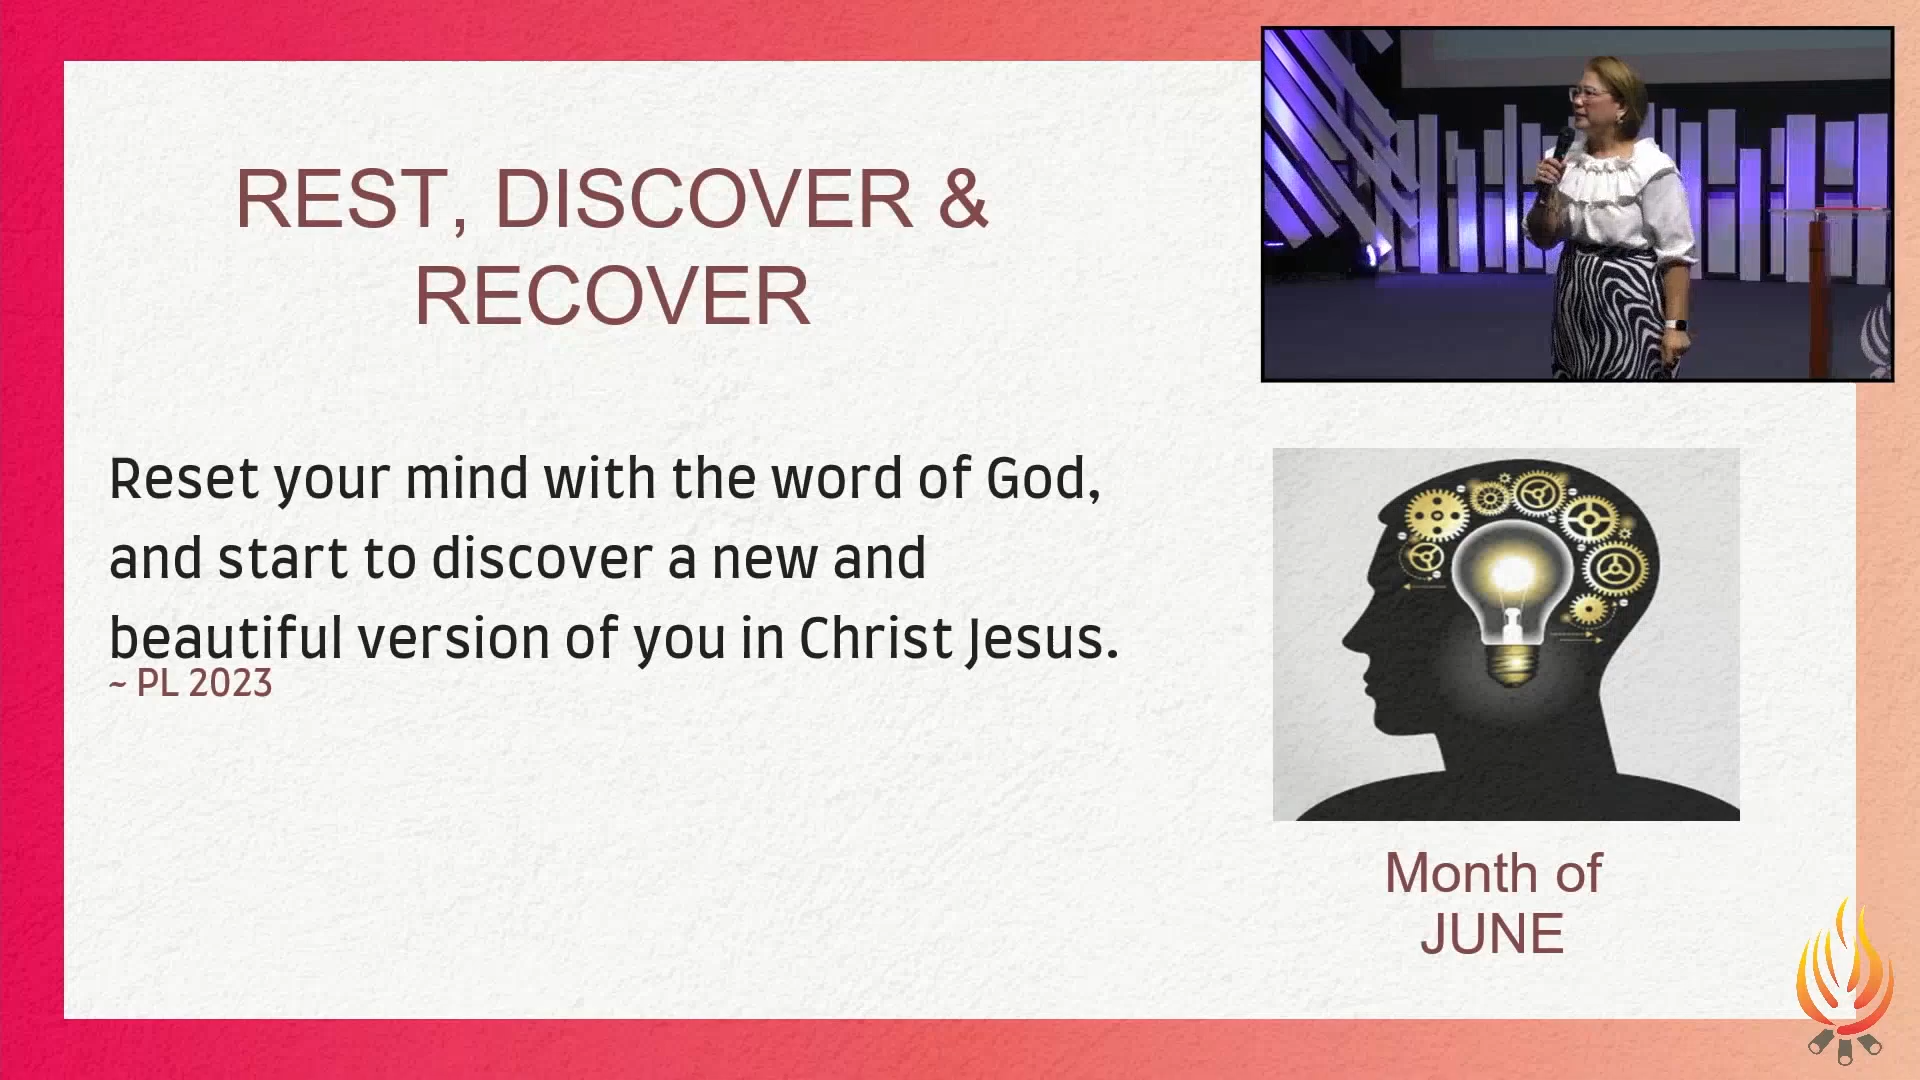 REST, DISCOVER &
RECOVER
Reset your mind with the word of God,
and start to discover a new and
beautiful version of you in Christ Jesus.
~ PL 2023
Month of
JUNE